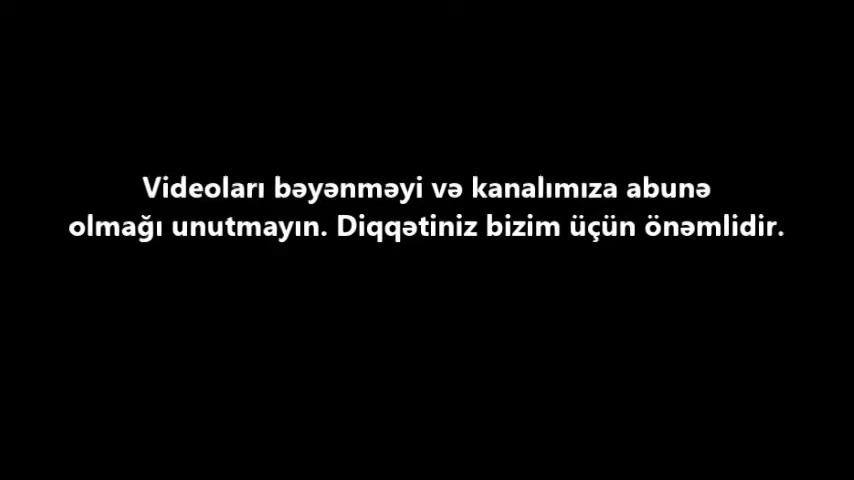 Videoları bəyənməyi və kanalımıza abunə
olmağı unutmayın. Diqqətiniz bizim üçün önəmlidir.